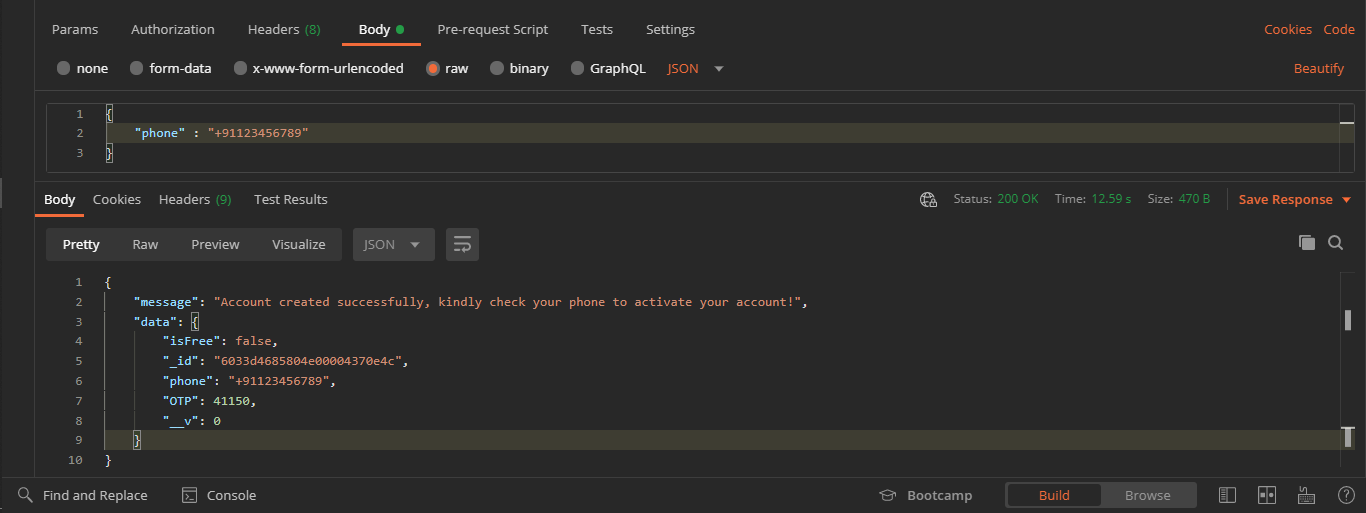 Params Authorization Headers (8) Body Pre-request Script Tests Settings Cookies Code
none form-data x-www-form-urlencoded raw binary GraphQL JSON Beautify
1 {
2 "phone" : "+91123456789"
3 }
Body Cookies Headers (9) Test Results Status: 200 OK Time: 12.59 s Size: 470 B Save Response
Pretty Raw Preview Visualize JSON
1 {
2 "message": "Account created successfully, kindly check your phone to activate your account!",
3 "data": {
4 "isFree": false,
5 "_id": "6033d4685804e00004370e4c",
6 "phone": "+91123456789",
7 "OTP": 41150,
8 "__v": 0
9 }
10 }
Find and Replace Console Bootcamp Build Browse